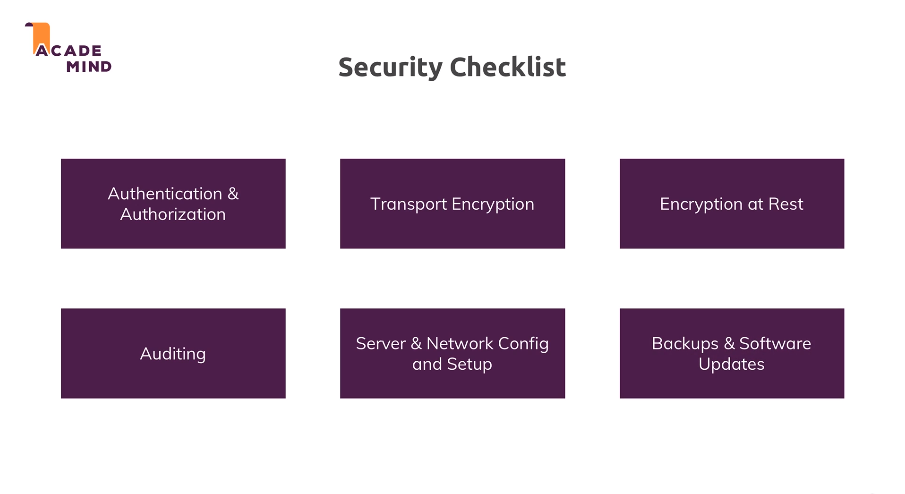 ACADE
MIND
Security Checklist
Authentication &
Authorization
Transport Encryption
Encryption at Rest
Auditing
Server & Network Config
and Setup
Backups & Software
Updates